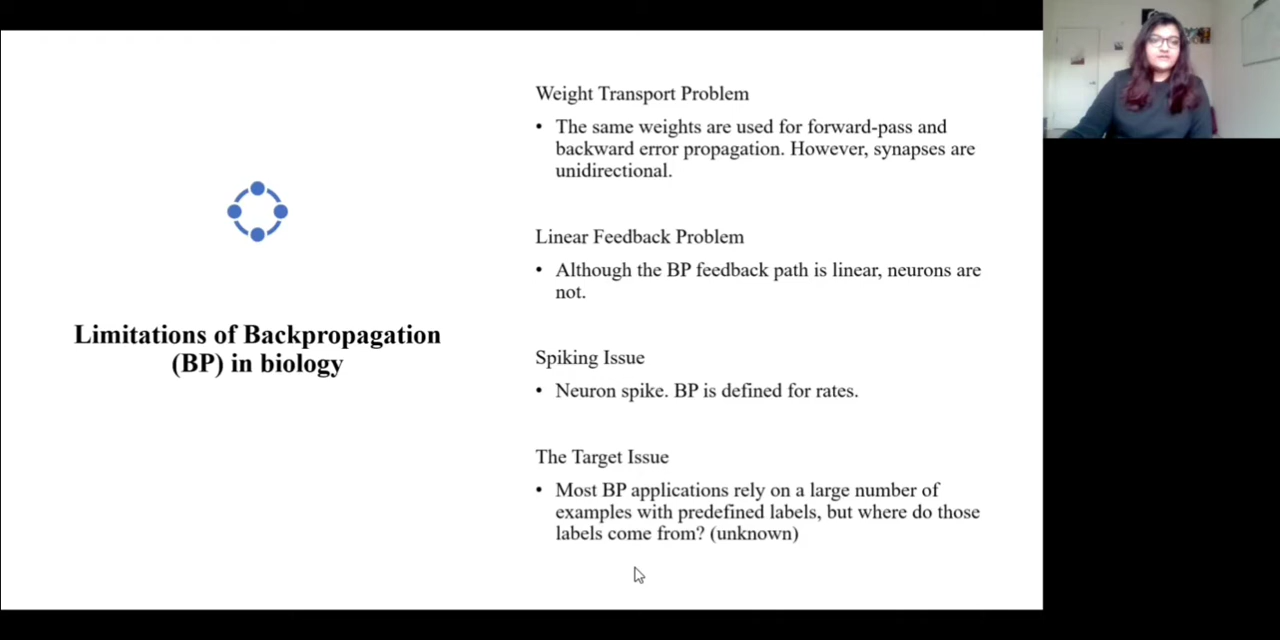 Limitations of Backpropagation
(BP) in biology
Weight Transport Problem
• The same weights are used for forward-pass and
backward error propagation. However, synapses are
unidirectional.
Linear Feedback Problem
• Although the BP feedback path is linear, neurons are
not.
Spiking Issue
• Neuron spike. BP is defined for rates.
The Target Issue
• Most BP applications rely on a large number of
examples with predefined labels, but where do those
labels come from? (unknown)